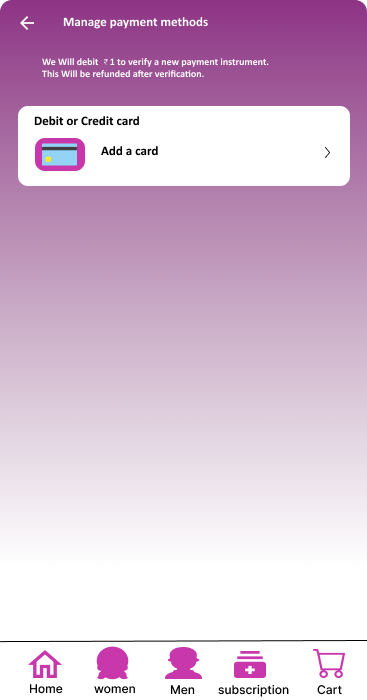 Manage payment methods
We Will debit ₹ 1 to verify a new payment instrument.
This Will be refunded after verification.
Debit or Credit card
Add a card
Home women Men subscription Cart